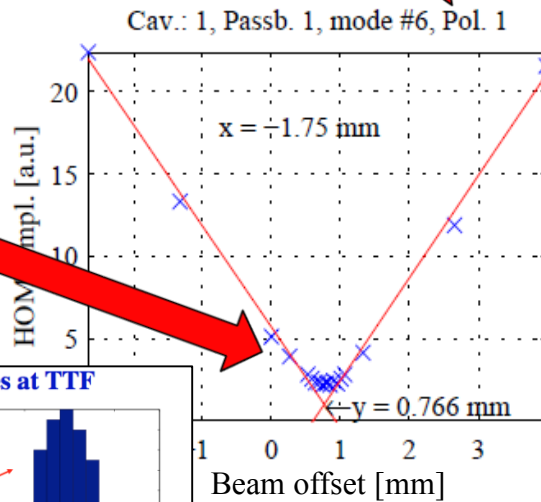 Cav.: 1, Passb. 1, mode #6, Pol. 1
20
x = −1.75 mm
15
10
HOM
mpl. [a.u.]
5
s at TTF
←y = 0.766 mm
1
0
1
2
3
Beam offset [mm]